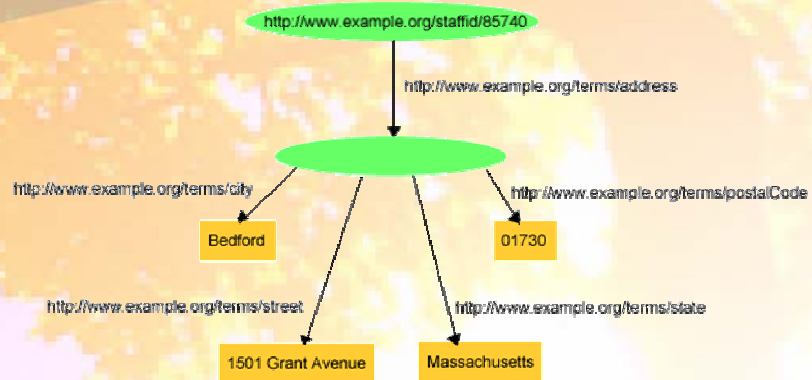 http://www.example.org/staffid/85740
http://www.example.org/terms/address
http://www.example.org/terms/city
http://www.example.org/terms/postalCode
Bedford
01730
http://www.example.org/terms/street
http://www.example.org/terms/state
1501 Grant Avenue
Massachusetts